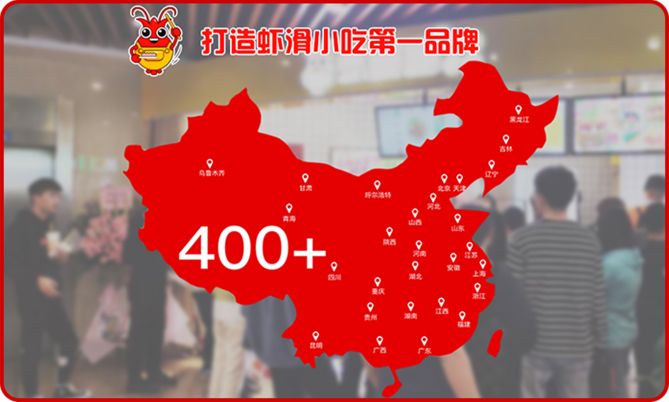 打造虾滑小吃第一品牌
黑龙江
吉林
辽宁
乌鲁木齐
甘肃
呼尔浩特
北京
天津
河北
青海
山西
山东
陕西
河南
江苏
400+
四川
湖北
安徽
上海
重庆
浙江
贵州
湖南
江西
福建
昆明
广西
广东